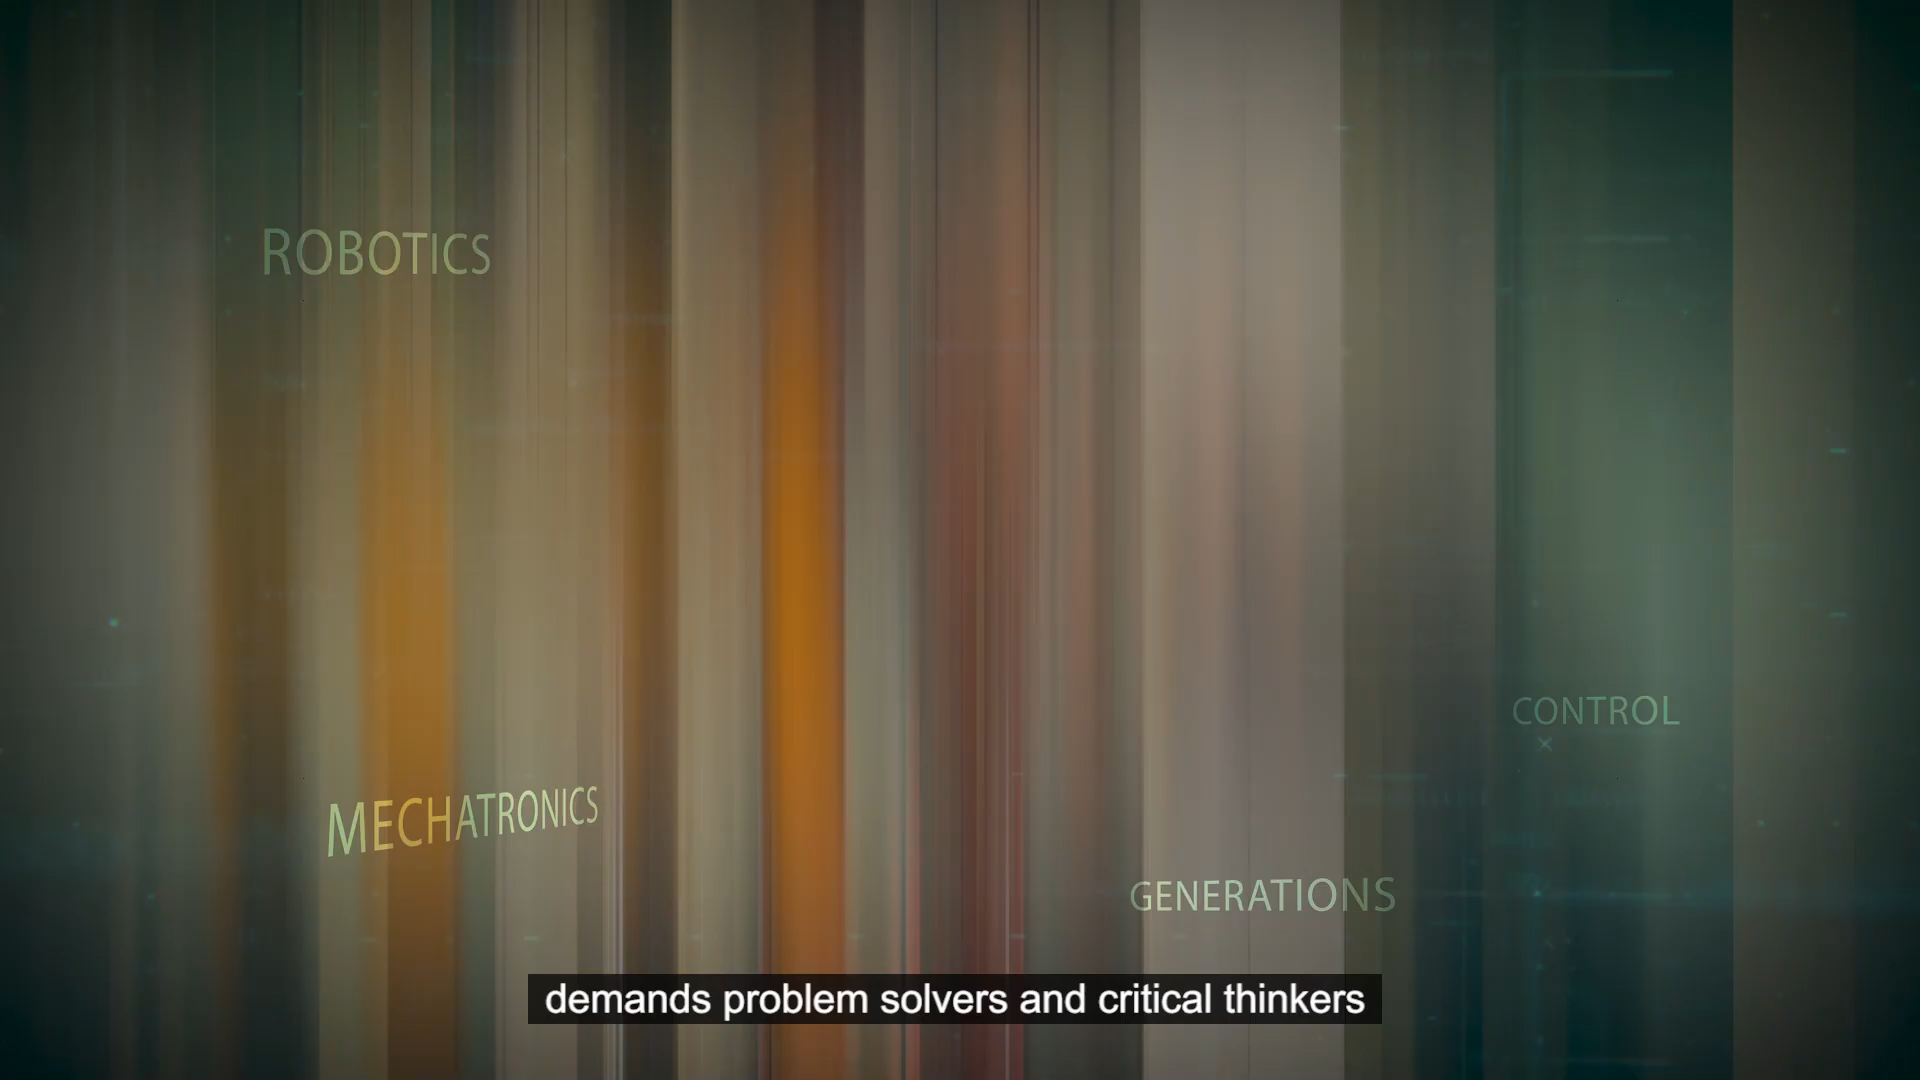 ROBOTICS
CONTROL
MECHATRONICS
GENERATIONS
demands problem solvers and critical thinkers